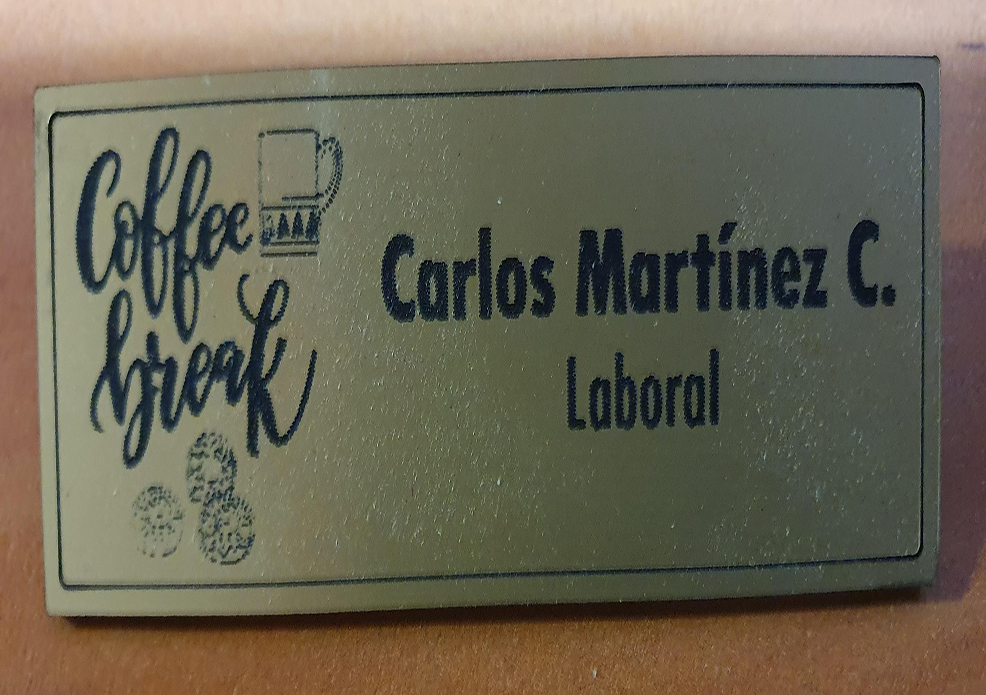 Coffee
break
Carlos Martínez C.
Laboral